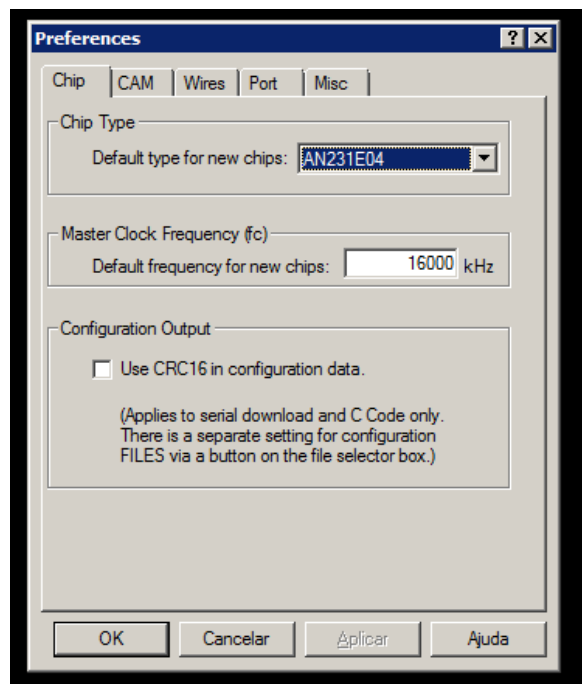 Preferences
Chip CAM Wires Port Misc
Chip Type
Default type for new chips: AN231E04
Master Clock Frequency (fc)
Default frequency for new chips: 16000 kHz
Configuration Output
Use CRC16 in configuration data.
(Applies to serial download and C Code only.
There is a separate setting for configuration
FILES via a button on the file selector box.)
OK Cancelar Aplicar Ajuda